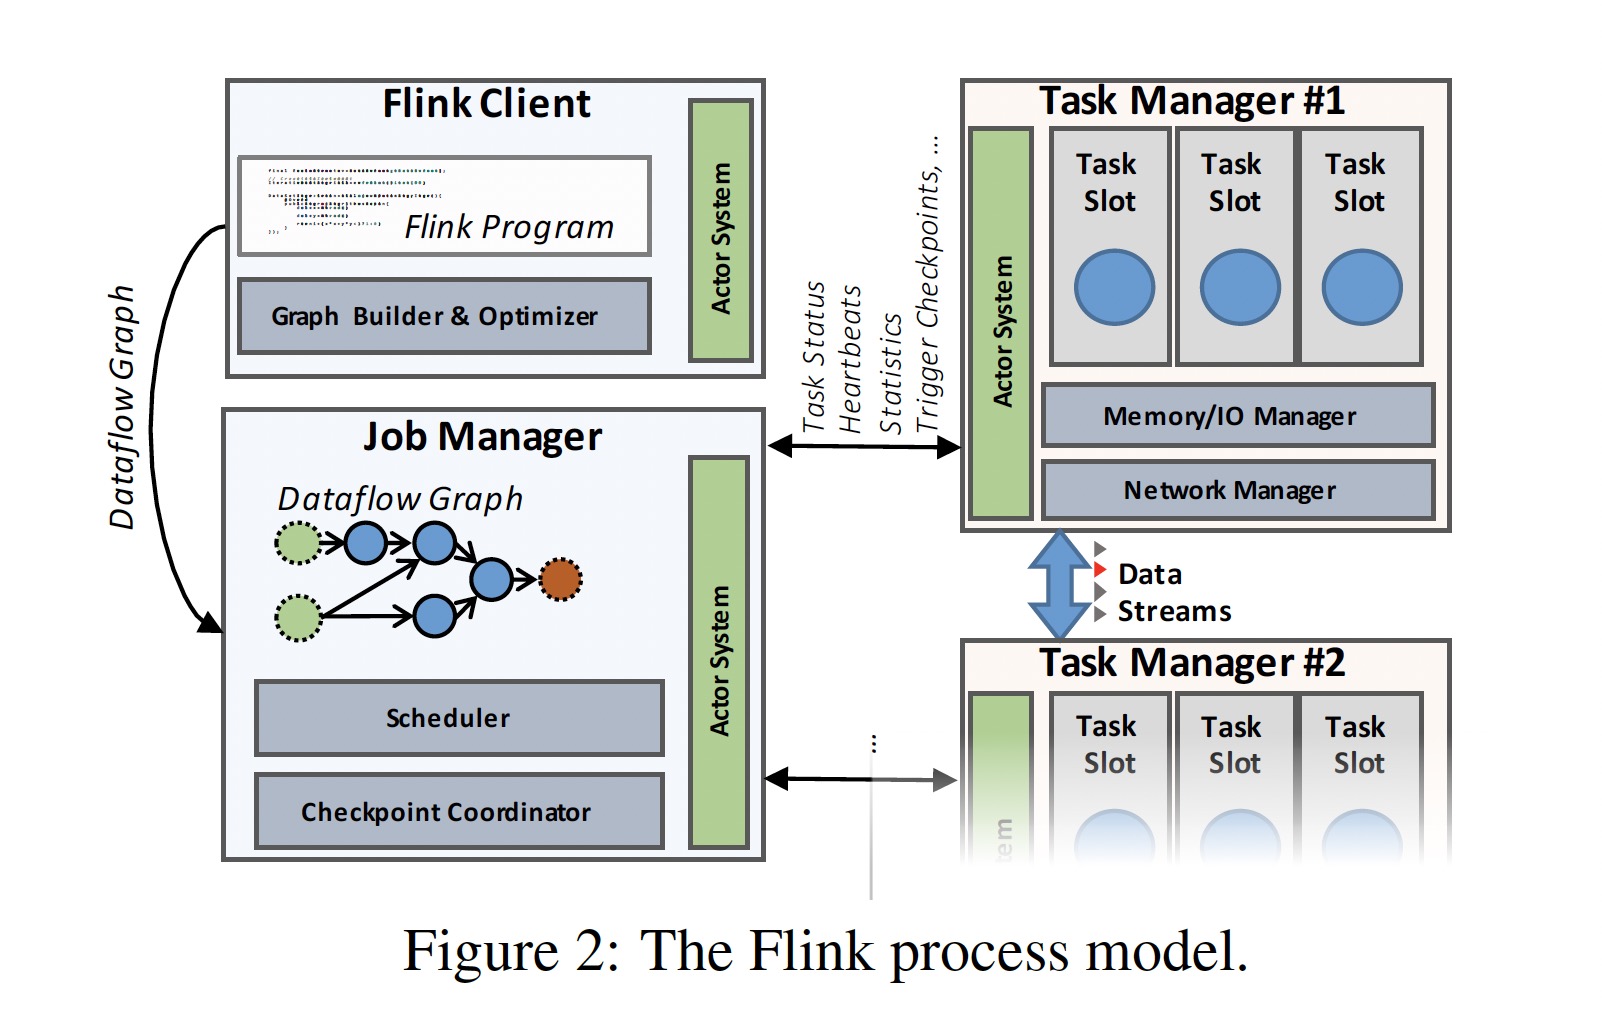 Flink Client
Flink Program
Graph Builder & Optimizer
Actor System
Dataflow Graph
Job Manager
Dataflow Graph
Scheduler
Checkpoint Coordinator
Actor System
Task Status
Heartbeats
Statistics
Trigger Checkpoints, ...
...
Task Manager #1
Actor System
Task
Slot
Task
Slot
Task
Slot
Memory/IO Manager
Network Manager
Data
Streams
Task Manager #2
Task
Slot
Task
Slot
Task
Slot
tem
Figure 2: The Flink process model.